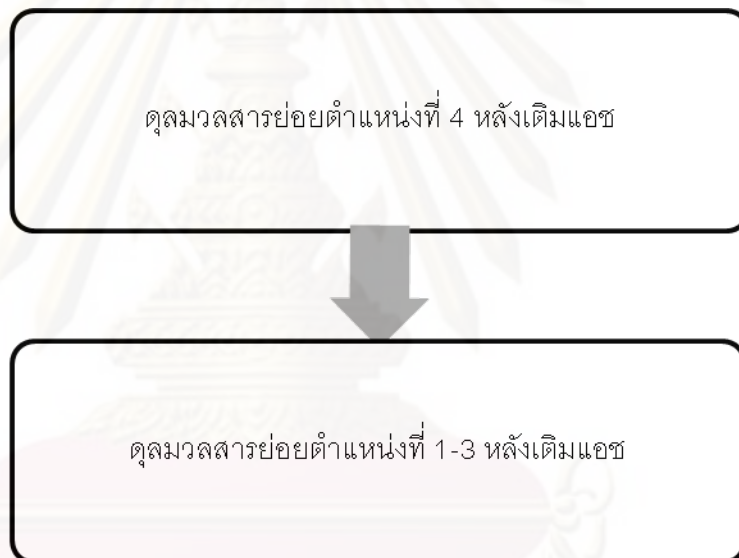 ดุลมวลสารย่อยตำแหน่งที่ 4 หลังเติมแอช
ดุลมวลสารย่อยตำแหน่งที่ 1-3 หลังเติมแอช